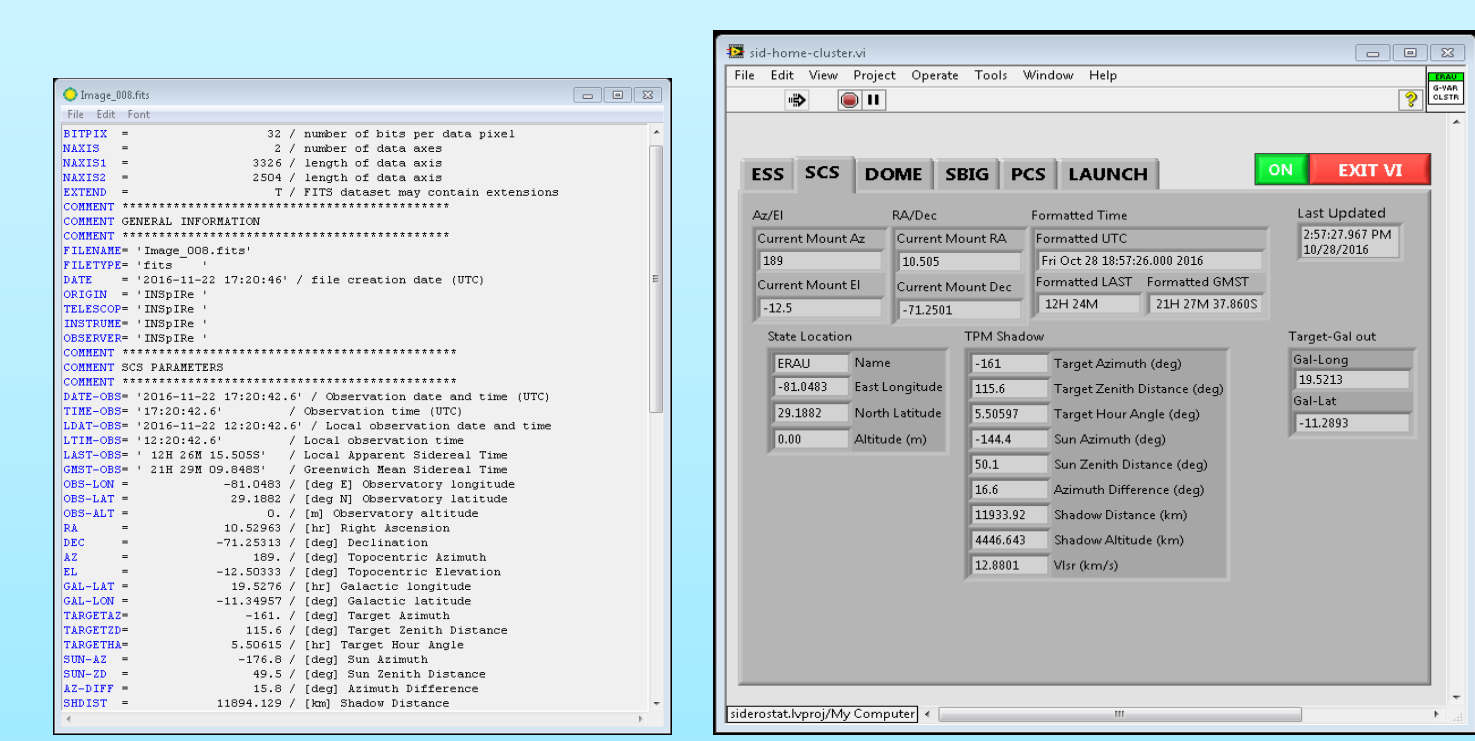 Image_008.fits
File Edit Font
BITPIX = 32 / number of bits per data pixel
NAXIS = 2 / number of data axes
NAXIS1 = 3326 / length of data axis
NAXIS2 = 2504 / length of data axis
EXTEND = T / FITS dataset may contain extensions
COMMENT *********************************************
COMMENT GENERAL INFORMATION
COMMENT *********************************************
FILENAME= 'Image_008.fits'
FILETYPE= 'fits '
DATE = '2016-11-22 17:20:46' / file creation date (UTC)
ORIGIN = 'INSpIRe '
TELESCOP= 'INSpIRe '
INSTRUME= 'INSpIRe '
OBSERVER= 'INSpIRe '
COMMENT **********************************************
COMMENT SCS PARAMETERS
COMMENT **********************************************
DATE-OBS= '2016-11-22 17:20:42.6' / Observation date and time (UTC)
TIME-OBS= '17:20:42.6' / Observation time (UTC)
LDAT-OBS= '2016-11-22 12:20:42.6' / Local observation date and time
LTIM-OBS= '12:20:42.6' / Local observation time
LAST-OBS= ' 12H 26M 15.505S' / Local Apparent Sidereal Time
GMST-OBS= ' 21H 29M 09.848S' / Greenwich Mean Sidereal Time
OBS-LON = -81.0483 / [deg E] Observatory longitude
OBS-LAT = 29.1882 / [deg N] Observatory latitude
OBS-ALT = 0. / [m] Observatory altitude
RA = 10.52963 / [hr] Right Ascension
DEC = -71.25313 / [deg] Declination
AZ = 189. / [deg] Topocentric Azimuth
EL = -12.50333 / [deg] Topocentric Elevation
GAL-LAT = 19.5276 / [hr] Galactic longitude
GAL-LON = -11.34957 / [deg] Galactic latitude
TARGETAZ= -161. / [deg] Target Azimuth
TARGETZD= 115.6 / [deg] Target Zenith Distance
TARGETHA= 5.50615 / [hr] Target Hour Angle
SUN-AZ = -176.8 / [deg] Sun Azimuth
SUN-ZD = 49.5 / [deg] Sun Zenith Distance
AZ-DIFF = 15.8 / [deg] Azimuth Difference
SHDIST = 11894.129 / [km] Shadow Distance
sid-home-cluster.vi
File Edit View Project Operate Tools Window Help
ERAU
G-VAR
CLSTR
ESS SCS DOME SBIG PCS LAUNCH
ON EXIT VI
Az/El RA/Dec Formatted Time Last Updated
Current Mount Az Current Mount RA Formatted UTC 2:57:27.967 PM
10/28/2016
189 10.505 Fri Oct 28 18:57:26.000 2016
Current Mount El Current Mount Dec Formatted LAST Formatted GMST
-12.5 -71.2501 12H 24M 21H 27M 37.860S
State Location TPM Shadow Target-Gal out
ERAU Name -161 Target Azimuth (deg) Gal-Long
-81.0483 East Longitude 115.6 Target Zenith Distance (deg) 19.5213
29.1882 North Latitude 5.50597 Target Hour Angle (deg) Gal-Lat
0.00 Altitude (m) -144.4 Sun Azimuth (deg) -11.2893
50.1 Sun Zenith Distance (deg)
16.6 Azimuth Difference (deg)
11933.92 Shadow Distance (km)
4446.643 Shadow Altitude (km)
12.8801 Vlsr (km/s)
siderostat.lvproj/My Computer